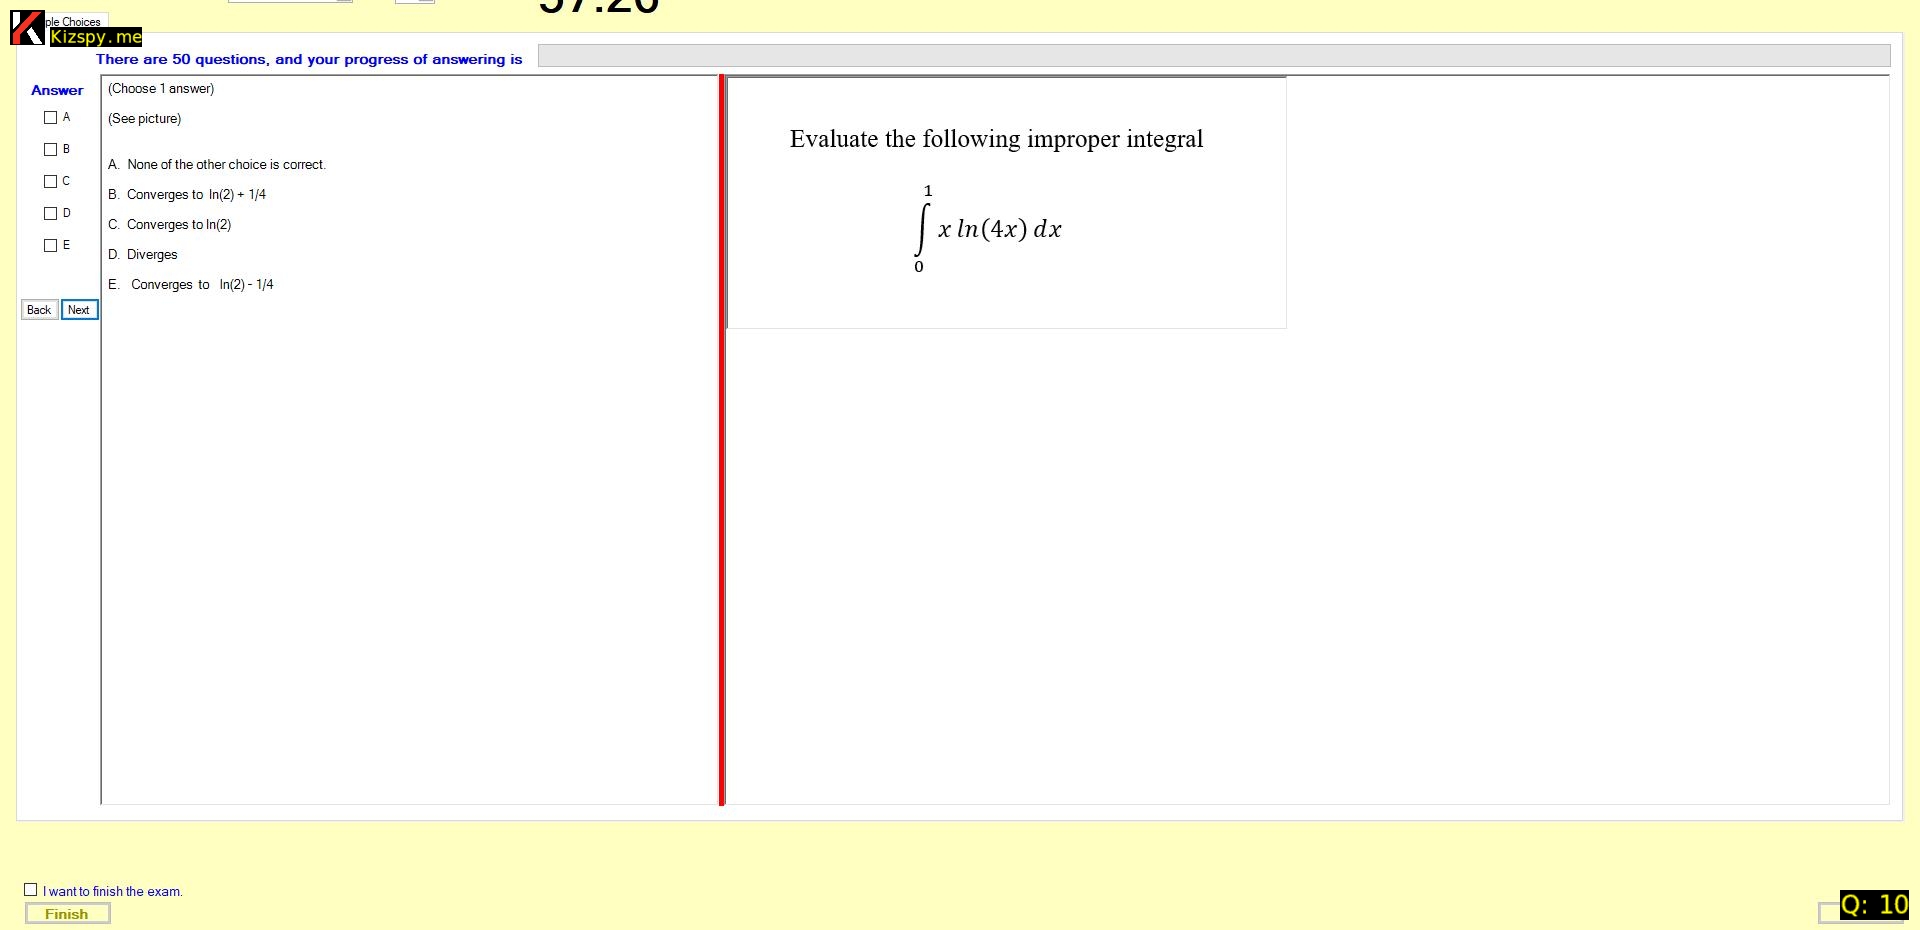 57:26
ple Choices
Kizspy.me
There are 50 questions, and your progress of answering is
Answer
A
B
C
D
E
Back Next
(Choose 1 answer)
(See picture)
A. None of the other choice is correct.
B. Converges to ln(2) + 1/4
C. Converges to ln(2)
D. Diverges
E. Converges to ln(2) - 1/4
Evaluate the following improper integral
1
∫ x ln(4x) dx
0
I want to finish the exam.
Finish
Q: 10